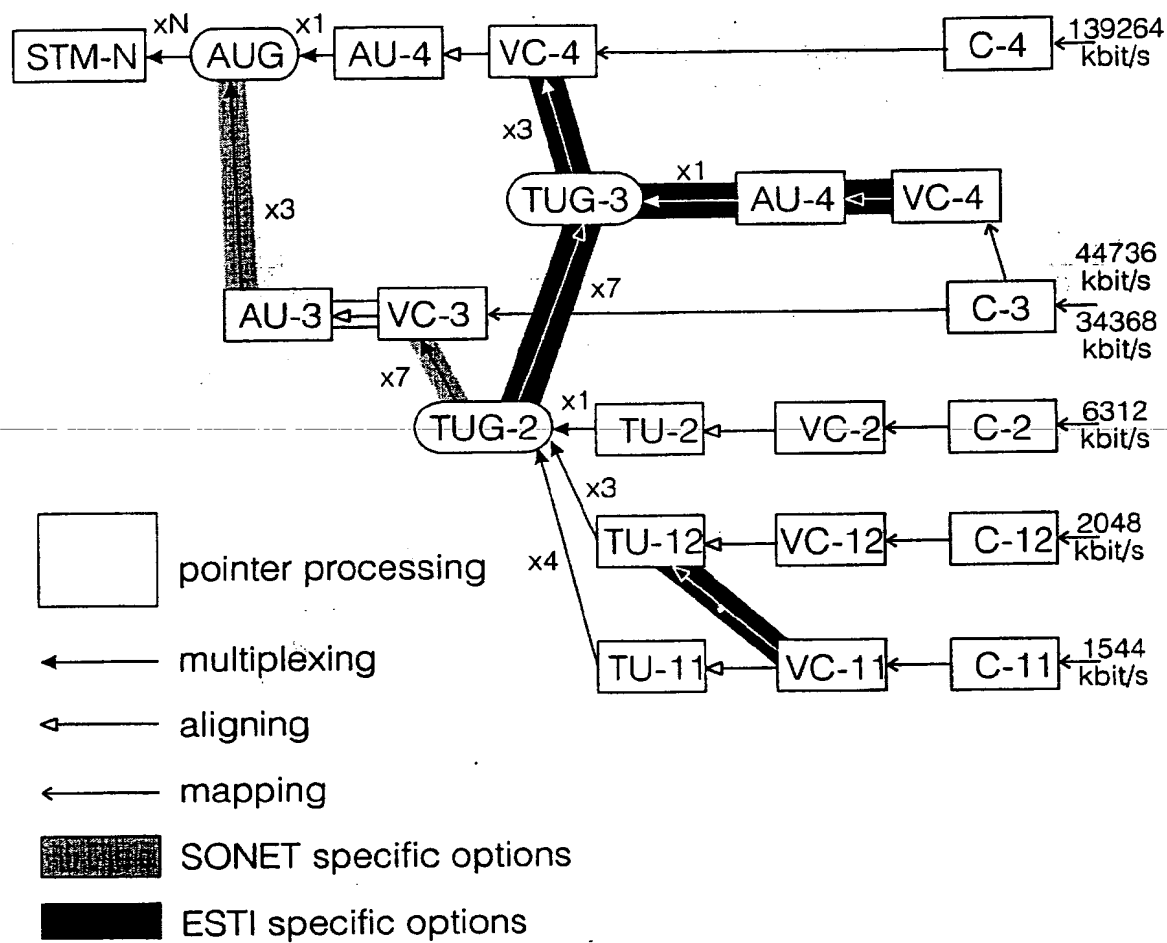 xN
x1
STM-N
AUG
AU-4
VC-4
C-4
139264
kbit/s
x3
x1
TUG-3
AU-4
VC-4
x3
44736
kbit/s
x7
AU-3
VC-3
C-3
34368
kbit/s
x7
x1
TUG-2
TU-2
VC-2
C-2
6312
kbit/s
x3
TU-12
VC-12
C-12
2048
kbit/s
x4
TU-11
VC-11
C-11
1544
kbit/s
pointer processing
multiplexing
aligning
mapping
SONET specific options
ESTI specific options